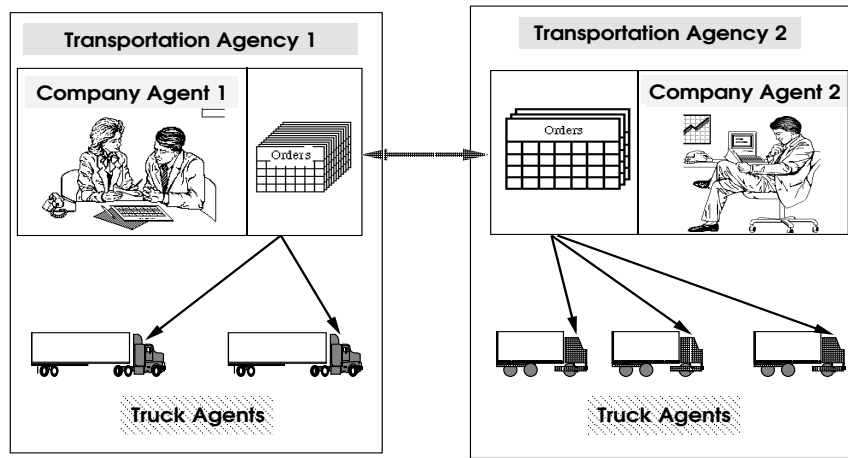 Transportation Agency 1
Company Agent 1
Orders
Truck Agents
Transportation Agency 2
Orders
Company Agent 2
Truck Agents